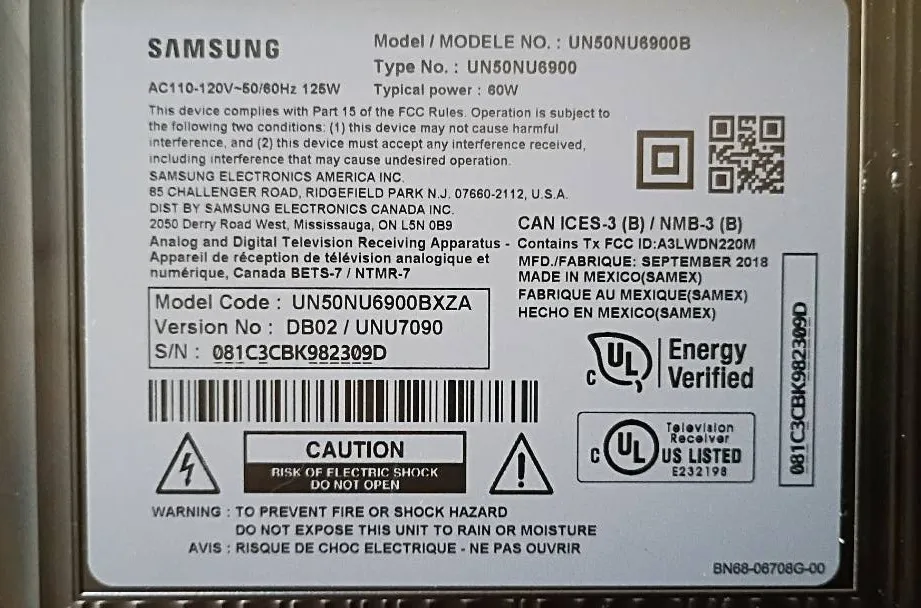 SAMSUNG
Model / MODELE NO. : UN50NU6900B
Type No. : UN50NU6900
AC110-120V~50/60Hz 125W
Typical power : 60W
This device complies with Part 15 of the FCC Rules. Operation is subject to
the following two conditions: (1) this device may not cause harmful
interference, and (2) this device must accept any interference received,
including interference that may cause undesired operation.
SAMSUNG ELECTRONICS AMERICA INC.
85 CHALLENGER ROAD, RIDGEFIELD PARK N.J. 07660-2112, U.S.A.
DIST BY SAMSUNG ELECTRONICS CANADA INC.
2050 Derry Road West, Mississauga, ON L5N 0B9
Analog and Digital Television Receiving Apparatus -
Appareil de réception de télévision analogique et
numérique, Canada BETS-7 / NTMR-7
CAN ICES-3 (B) / NMB-3 (B)
Contains Tx FCC ID:A3LWDN220M
MFD./FABRIQUE: SEPTEMBER 2018
MADE IN MEXICO(SAMEX)
FABRIQUE AU MEXIQUE(SAMEX)
HECHO EN MEXICO(SAMEX)
Model Code : UN50NU6900BXZA
Version No : DB02 / UNU7090
S/N : 081C3CBK982309D
C UL Energy
Verified
081C3CBK982309D
C UL Television
Receiver
US LISTED
E232198
CAUTION
RISK OF ELECTRIC SHOCK
DO NOT OPEN
WARNING : TO PREVENT FIRE OR SHOCK HAZARD
DO NOT EXPOSE THIS UNIT TO RAIN OR MOISTURE
AVIS : RISQUE DE CHOC ELECTRIQUE - NE PAS OUVRIR
BN68-06708G-00